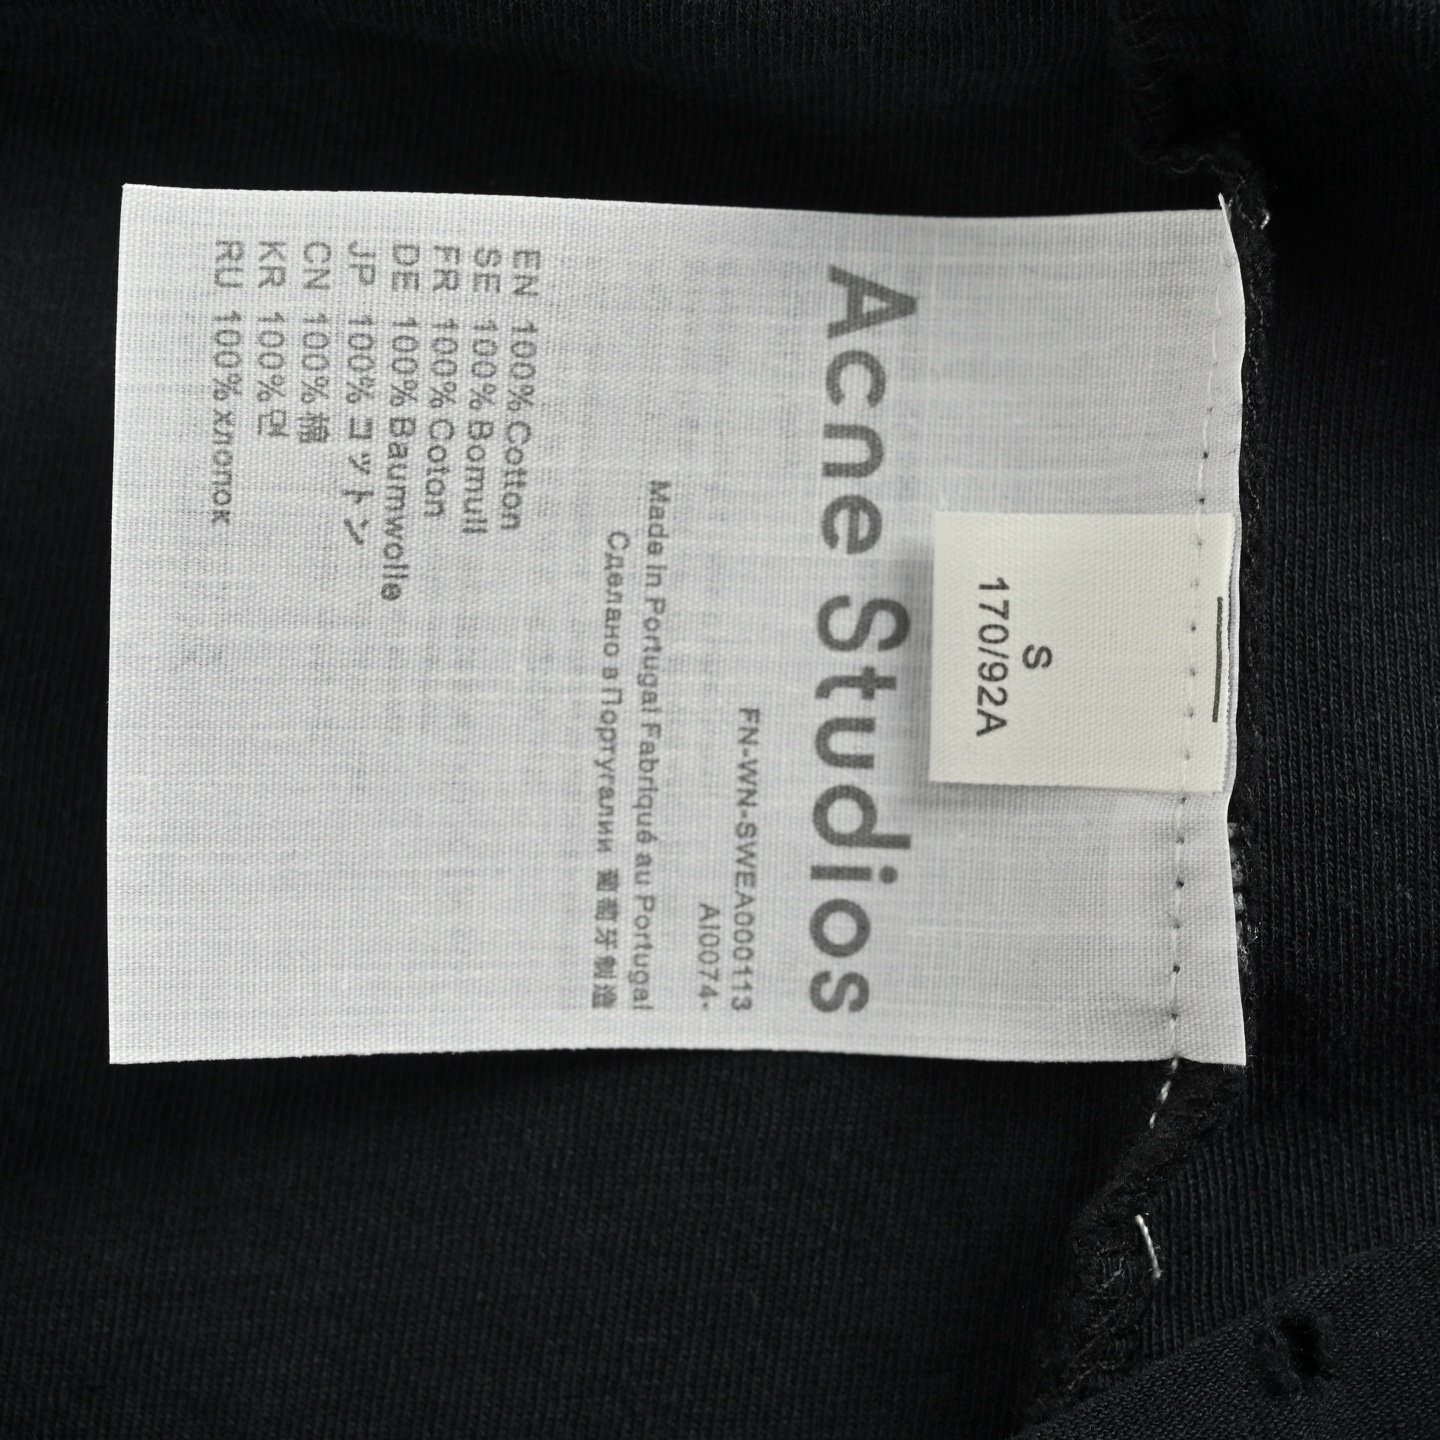 S
170/92A
Acne Studios
FN-WN-SWEA000113
AI0074-
Made in Portugal Fabriqué au Portugal
Сделано в Португалии 葡萄牙制造
EN 100% Cotton
SE 100% Bomull
FR 100% Coton
DE 100% Baumwolle
JP 100% コットン
CN 100% 棉
KR 100% 면
RU 100% хлопок